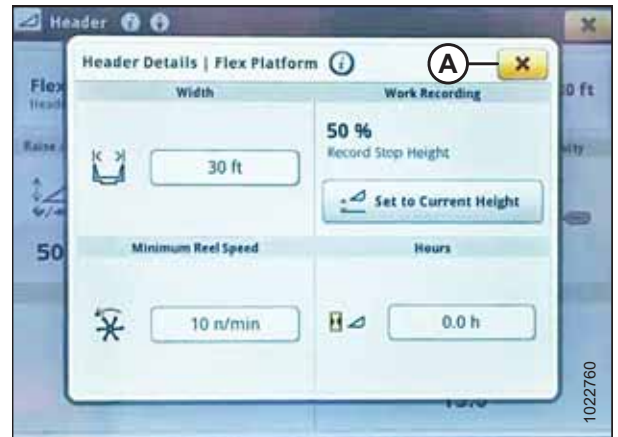 Header
Header Details | Flex Platform
A
Flex
0 ft
Width
Work Recording
50 %
Record Stop Height
Raise
30 ft
Set to Current Height
50
Minimum Reel Speed
Hours
10 n/min
0.0 h
1022760